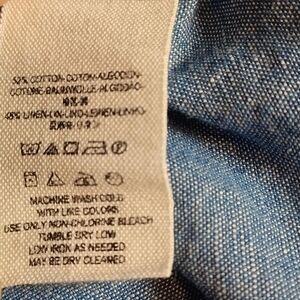 52% COTTON-COTON-ALGODON-
COTONE-BAUMWOLLE-ALGODAO-
48% LINEN-LIN-LINO-LEINEN-LINHO-
MACHINE WASH COLD
WITH LIKE COLORS
USE ONLY NON-CHLORINE BLEACH
TUMBLE DRY LOW
LOW IRON AS NEEDED
MAY BE DRY CLEANED